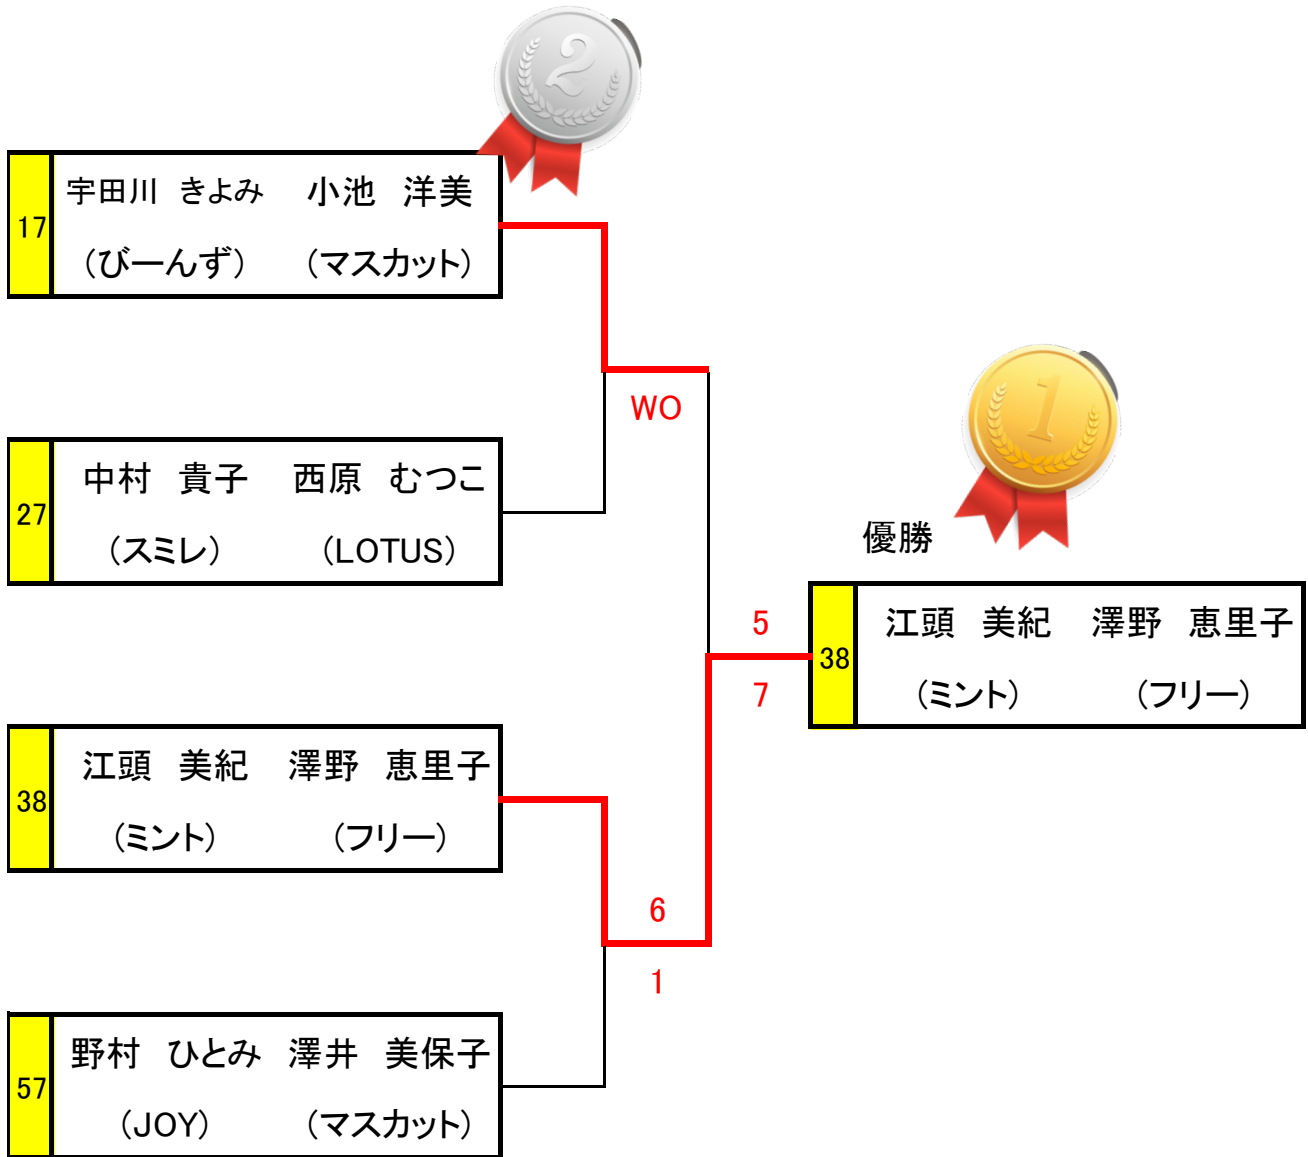 2
17
宇田川 きよみ 小池 洋美
(びーんず) (マスカット)
WO
1
27
中村 貴子 西原 むつこ
(スミレ) (LOTUS)
優勝
5
7
38
江頭 美紀 澤野 恵里子
(ミント) (フリー)
38
江頭 美紀 澤野 恵里子
(ミント) (フリー)
6
1
57
野村 ひとみ 澤井 美保子
(JOY) (マスカット)